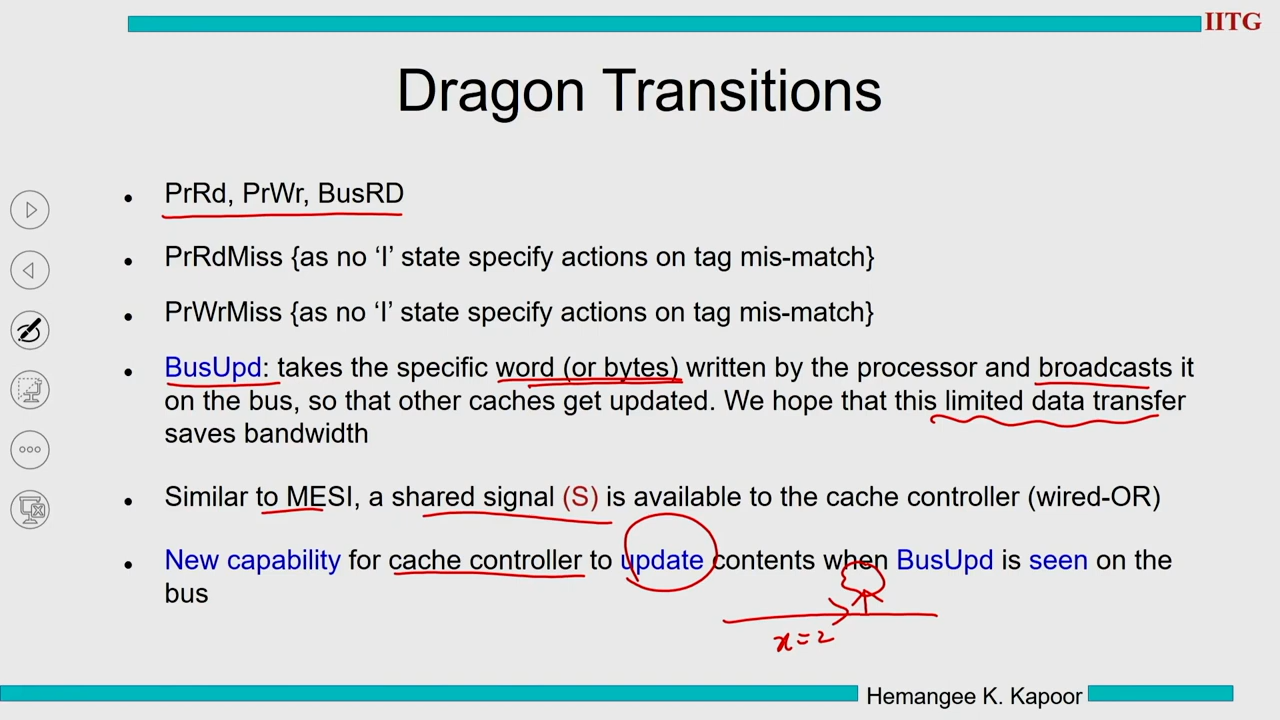 IITG
Dragon Transitions
• PrRd, PrWr, BusRD
• PrRdMiss {as no ‘I’ state specify actions on tag mis-match}
• PrWrMiss {as no ‘I’ state specify actions on tag mis-match}
• BusUpd: takes the specific word (or bytes) written by the processor and broadcasts it
on the bus, so that other caches get updated. We hope that this limited data transfer
saves bandwidth
• Similar to MESI, a shared signal (S) is available to the cache controller (wired-OR)
• New capability for cache controller to update contents when BusUpd is seen on the
bus
x=2
Hemangee K. Kapoor